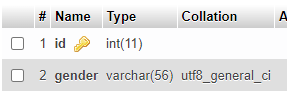 # Name Type Collation A
1 id int(11)
2 gender varchar(56) utf8_general_ci